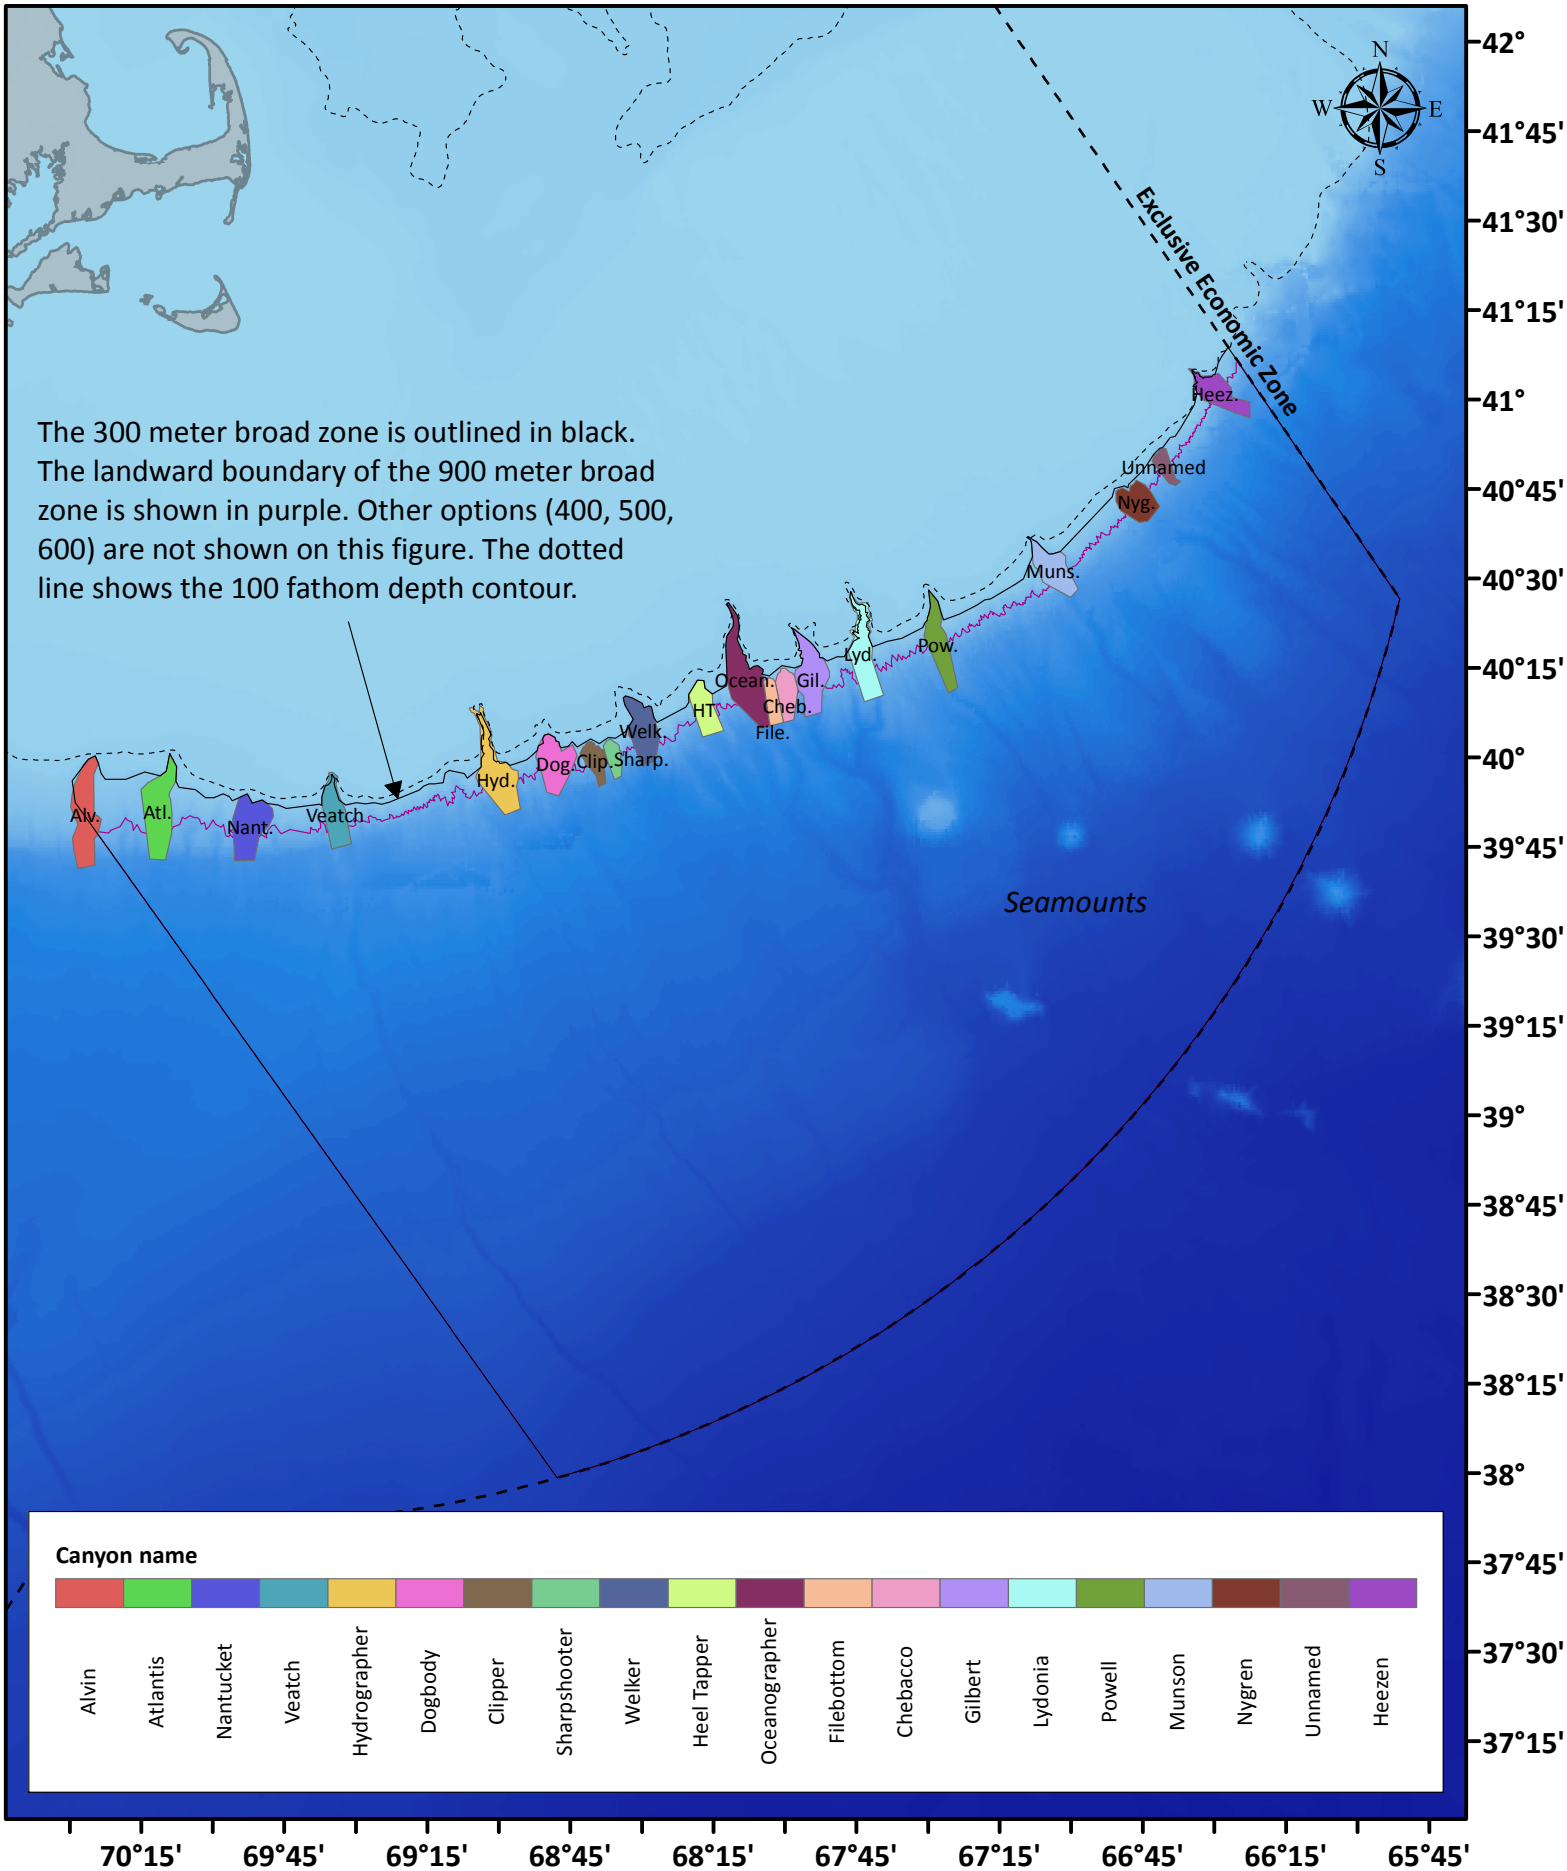 N
W
E
S
42°
41°45'
41°30'
41°15'
41°
40°45'
40°30'
40°15'
40°
39°45'
39°30'
39°15'
39°
38°45'
38°30'
38°15'
38°
37°45'
37°30'
37°15'
Exclusive Economic Zone
The 300 meter broad zone is outlined in black.
The landward boundary of the 900 meter broad
zone is shown in purple. Other options (400, 500,
600) are not shown on this figure. The dotted
line shows the 100 fathom depth contour.
Heez.
Unnamed
Nyg.
Muns.
Pow.
Lyd.
Gil.
Cheb.
File.
Ocean.
HT
Welk.
Sharp.
Clip.
Dog.
Hyd.
Veatch
Nant.
Atl.
Alv.
Seamounts
Canyon name
Alvin
Atlantis
Nantucket
Veatch
Hydrographer
Dogbody
Clipper
Sharpshooter
Welker
Heel Tapper
Oceanographer
Filebottom
Chebacco
Gilbert
Lydonia
Powell
Munson
Nygren
Unnamed
Heezen
70°15' 69°45' 69°15' 68°45' 68°15' 67°45' 67°15' 66°45' 66°15' 65°45'